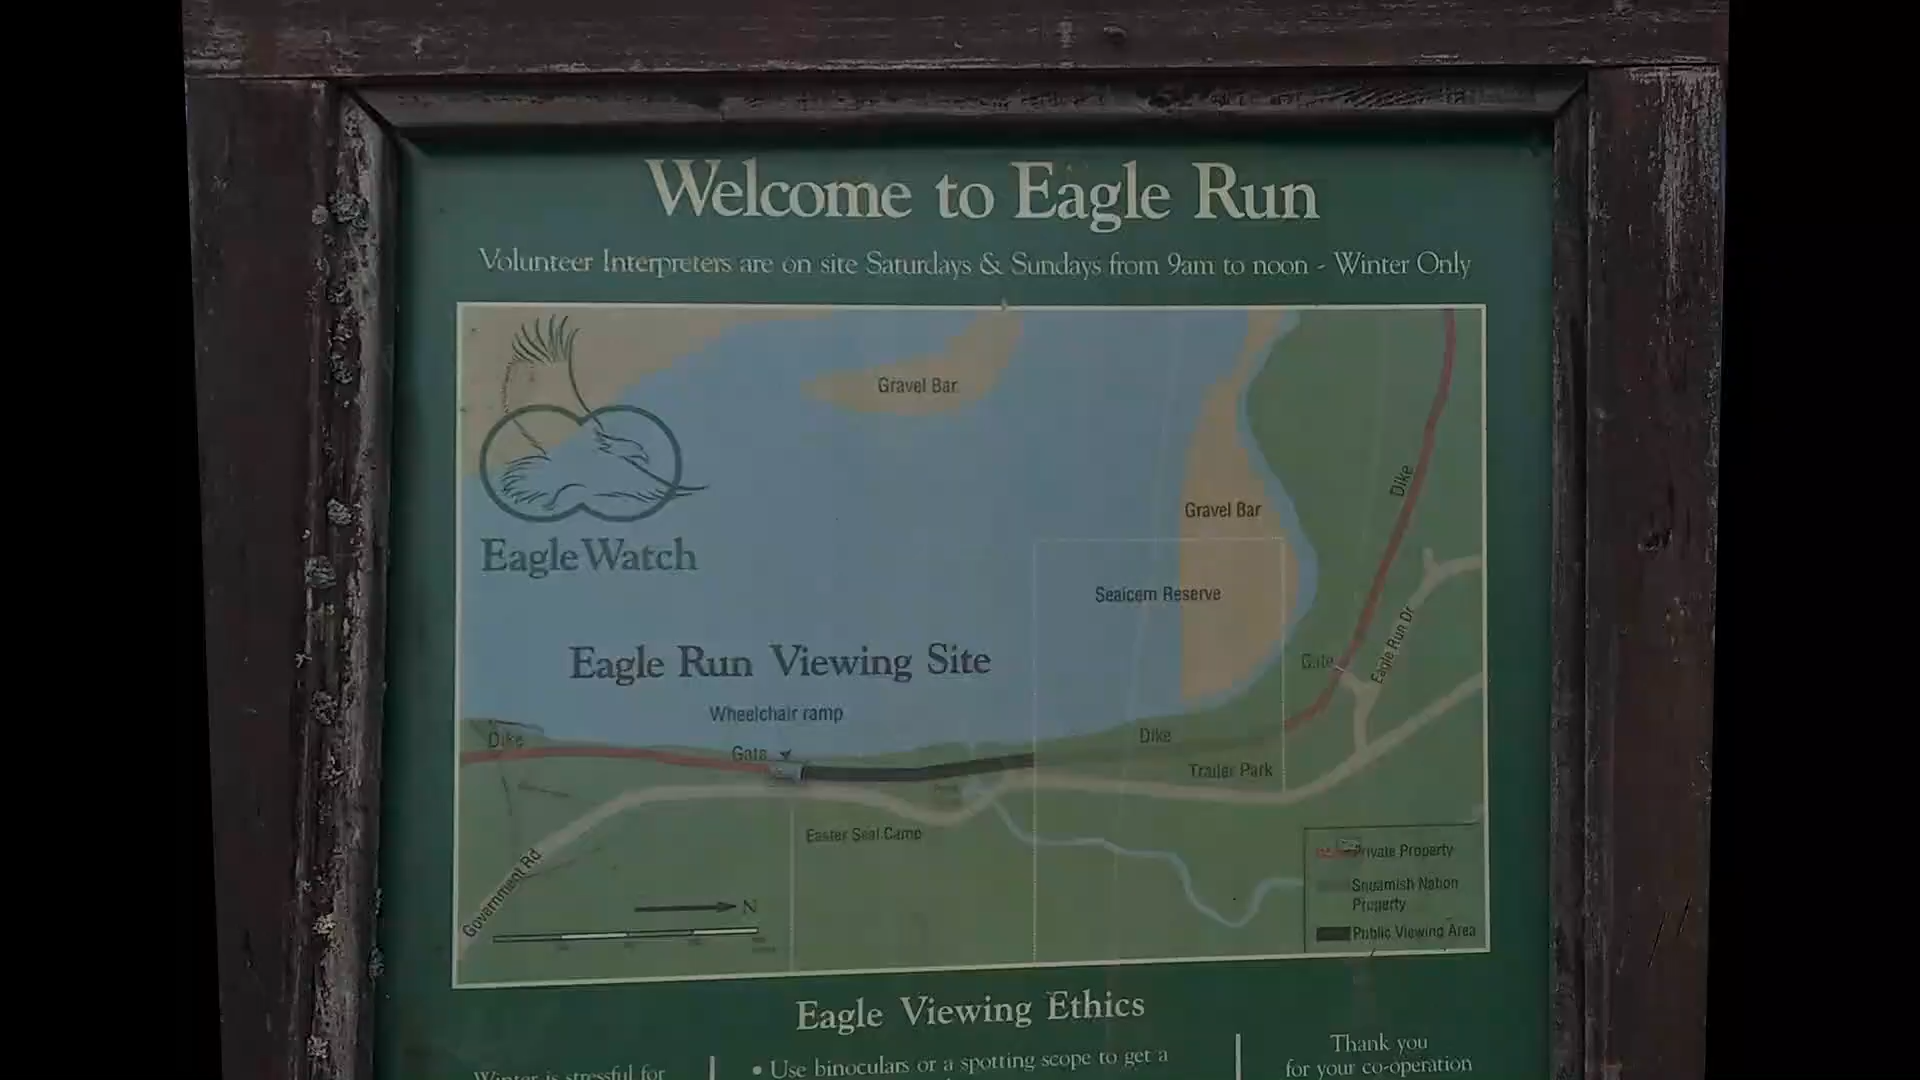 Welcome to Eagle Run
Volunteer Interpreters are on site Saturdays & Sundays from 9am to noon - Winter Only
Gravel Bar
Dike
Gravel Bar
Eagle Watch
Seaicem Reserve
Eagle Run Dr
Eagle Run Viewing Site
Gate
Wheelchair ramp
Dike
Dike
Gate
Trailer Park
Easter Seal Camp
Government Rd
N
Private Property
Squamish Nation
Property
Public Viewing Area
Eagle Viewing Ethics
Winter is stressful for
• Use binoculars or a spotting scope to get a
Thank you
for your co-operation